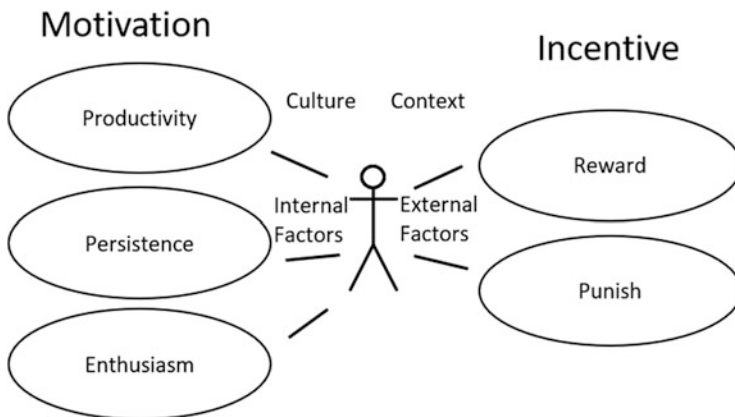 Motivation
Incentive
Culture
Context
Productivity
Reward
Internal
Factors
External
Factors
Persistence
Punish
Enthusiasm